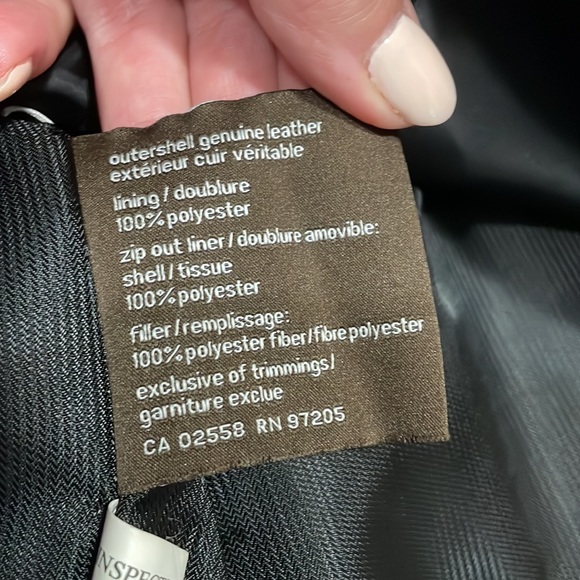 outershell genuine leather
extérieur cuir véritable
lining / doublure
100% polyester
zip out liner / doublure amovible:
shell / tissue
100% polyester
filler / remplissage:
100% polyester fiber/fibre polyester
exclusive of trimmings/
garniture exclue
CA 02558 RN 97205